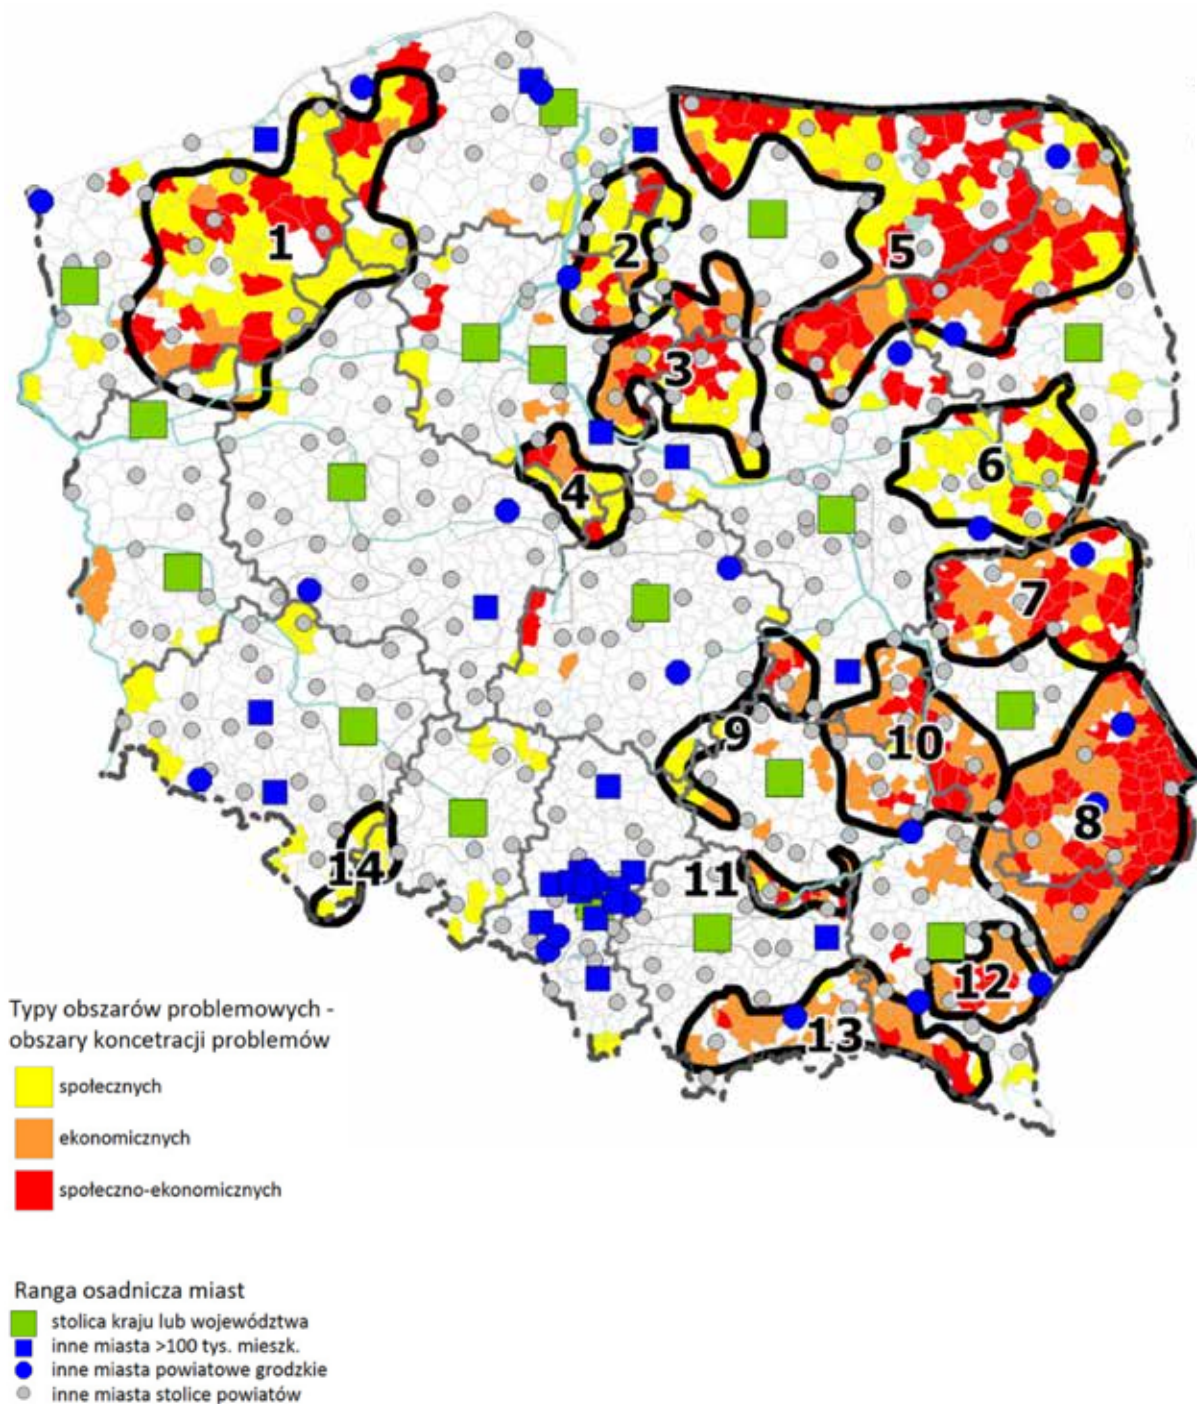 1
2
5
3
6
4
7
9
10
8
14
11
12
13
Typy obszarów problemowych -
obszary koncetracji problemów
społecznych
ekonomicznych
społeczno-ekonomicznych
Ranga osadnicza miast
stolica kraju lub województwa
inne miasta >100 tys. mieszk.
inne miasta powiatowe grodzkie
inne miasta stolice powiatów